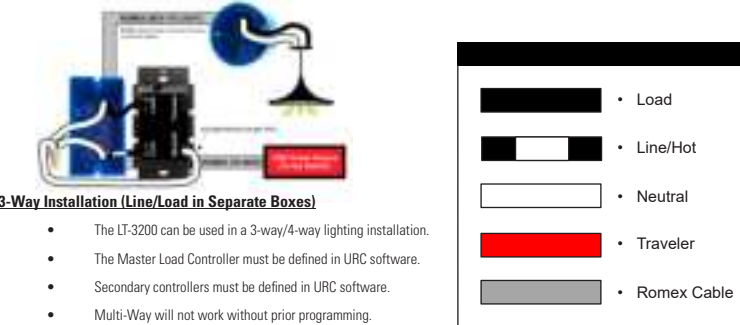 3-Way Installation (Line/Load in Separate Boxes)
• The LT-3200 can be used in a 3-way/4-way lighting installation.
• The Master Load Controller must be defined in URC software.
• Secondary controllers must be defined in URC software.
• Multi-Way will not work without prior programming.
• Load
• Line/Hot
• Neutral
• Traveler
• Romex Cable